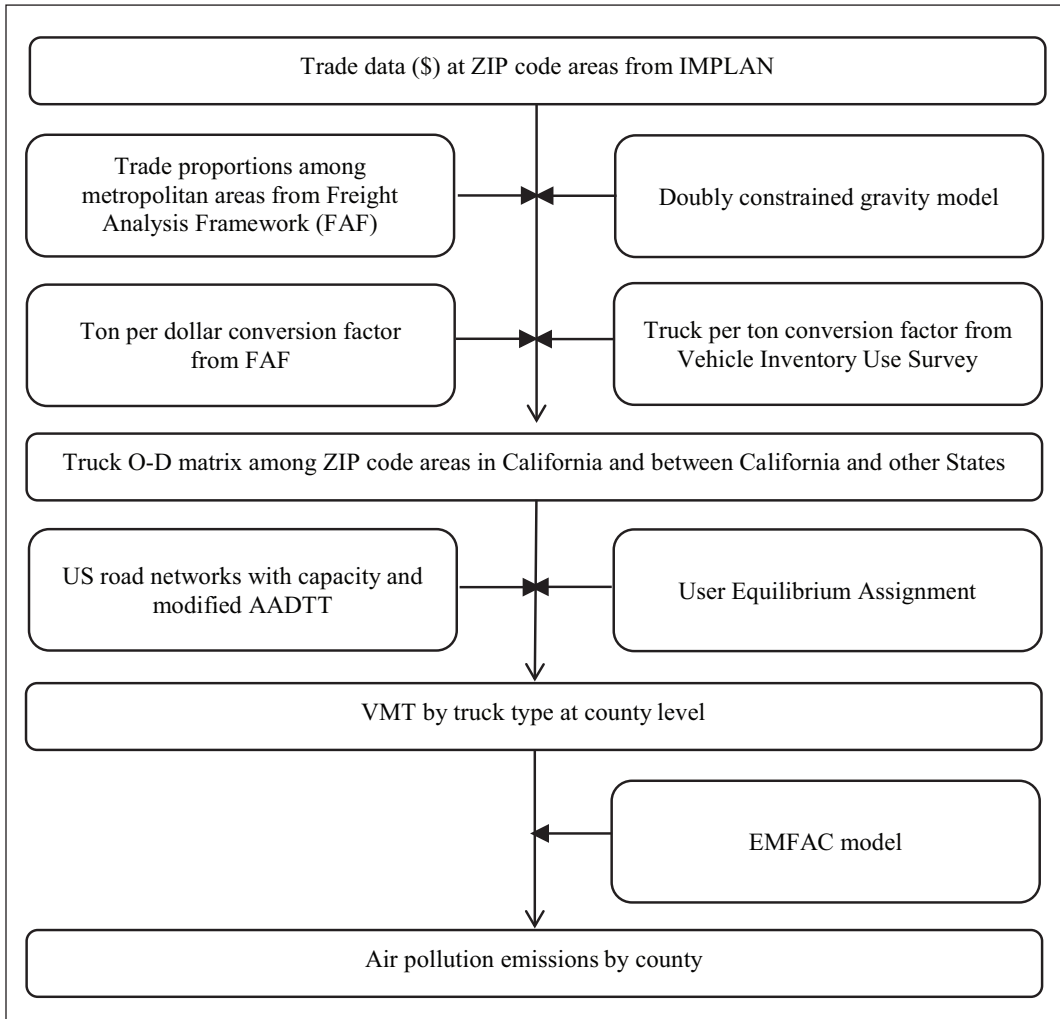 Trade data ($) at ZIP code areas from IMPLAN
Trade proportions among
metropolitan areas from Freight
Analysis Framework (FAF)
Doubly constrained gravity model
Ton per dollar conversion factor
from FAF
Truck per ton conversion factor from
Vehicle Inventory Use Survey
Truck O-D matrix among ZIP code areas in California and between California and other States
US road networks with capacity and
modified AADTT
User Equilibrium Assignment
VMT by truck type at county level
EMFAC model
Air pollution emissions by county